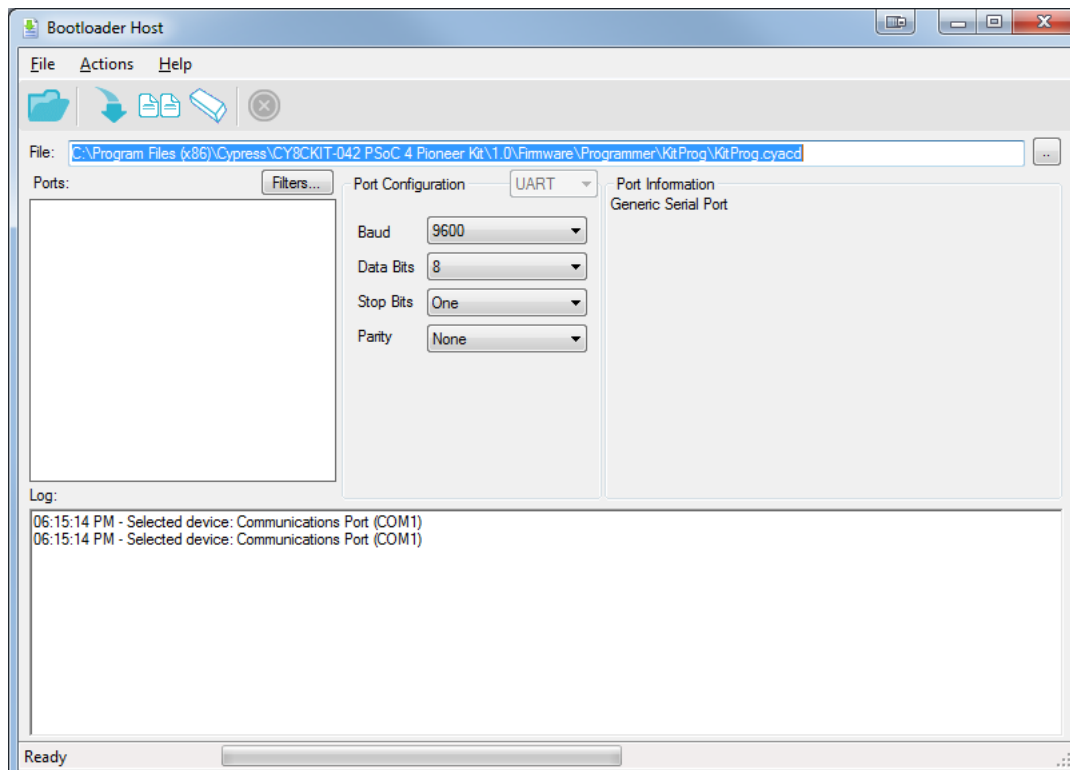 Bootloader Host
File Actions Help
File: C:\Program Files (x86)\Cypress\CY8CKIT-042 PSoC 4 Pioneer Kit\1.0\Firmware\Programmer\KitProg\KitProg.cyacd ..
Ports: Filters...
Port Configuration UART
Baud 9600
Data Bits 8
Stop Bits One
Parity None
Port Information
Generic Serial Port
Log:
06:15:14 PM - Selected device: Communications Port (COM1)
06:15:14 PM - Selected device: Communications Port (COM1)
Ready